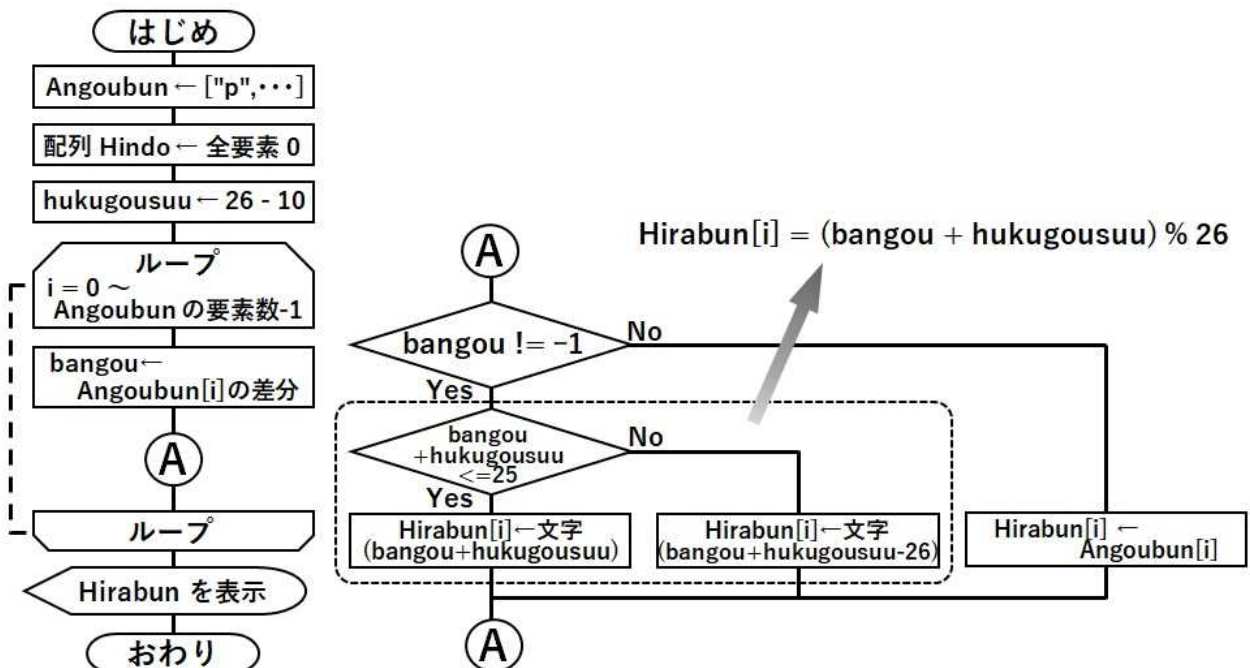 はじめ
Angoubun ← ["p",･･･]
配列 Hindo ← 全要素 0
hukugousuu ← 26 - 10
ループ
i = 0 ～
Angoubun の要素数-1
bangou←
Angoubun[i]の差分
A
ループ
Hirabun を表示
おわり
A
Hirabun[i] = (bangou + hukugousuu) % 26
bangou != -1
No
Yes
bangou
+hukugousuu
<=25
No
Yes
Hirabun[i]←文字
(bangou+hukugousuu)
Hirabun[i]←文字
(bangou+hukugousuu-26)
Hirabun[i] ←
Angoubun[i]
A